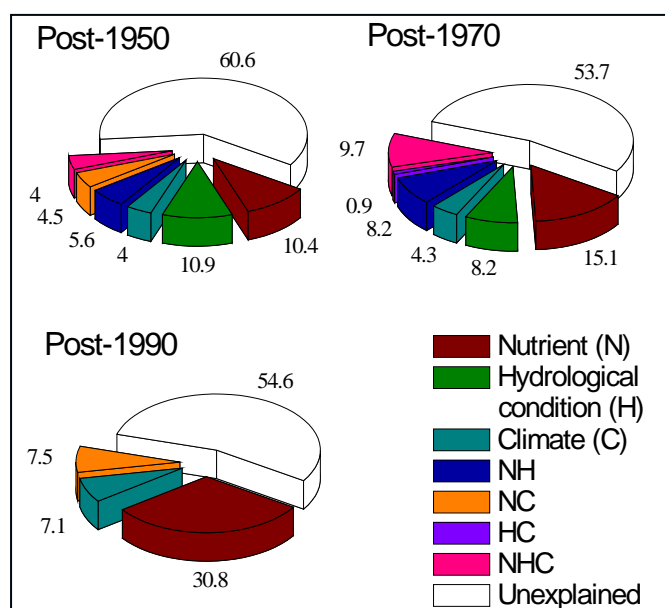 Post-1950
60.6
4
4.5
5.6
4
10.9
10.4
Post-1970
53.7
9.7
0.9
8.2
4.3
8.2
15.1
Post-1990
54.6
7.5
7.1
30.8
Nutrient (N)
Hydrological
condition (H)
Climate (C)
NH
NC
HC
NHC
Unexplained